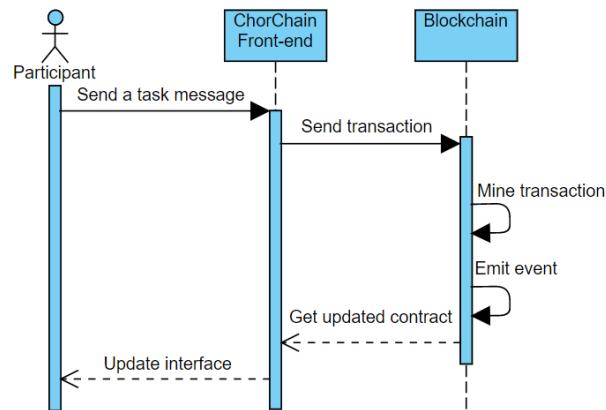 ChorChain
Front-end
Blockchain
Participant
Send a task message
Send transaction
Mine transaction
Emit event
Get updated contract
Update interface